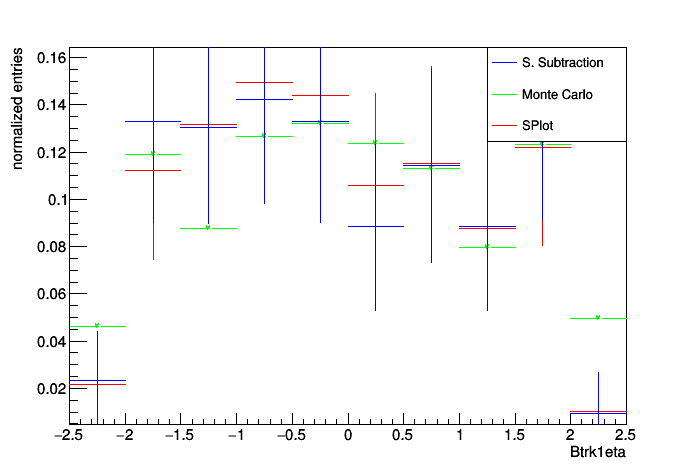 normalized entries
0.16
0.14
0.12
0.1
0.08
0.06
0.04
0.02
S. Subtraction
Monte Carlo
SPlot
−2.5 −2 −1.5 −1 −0.5 0 0.5 1 1.5 2 2.5
Btrk1eta